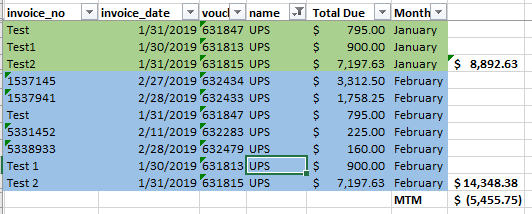 invoice_no invoice_date name Total Due Month
Test 1/31/2019 631847 UPS $ 795.00 January
Test1 1/30/2019 631813 UPS $ 900.00 January
Test2 1/31/2019 631815 UPS $ 7,197.63 January $ 8,892.63
1537145 2/27/2019 632434 UPS $ 3,312.50 February
1537941 2/28/2019 632433 UPS $ 1,758.25 February
Test 1/31/2019 631847 UPS $ 795.00 February
5331452 2/11/2019 632283 UPS $ 225.00 February
5338933 2/28/2019 632479 UPS $ 160.00 February
Test 1 1/30/2019 631813 UPS $ 900.00 February
Test 2 1/31/2019 631815 UPS $ 7,197.63 February $ 14,348.38
MTM $ (5,455.75)